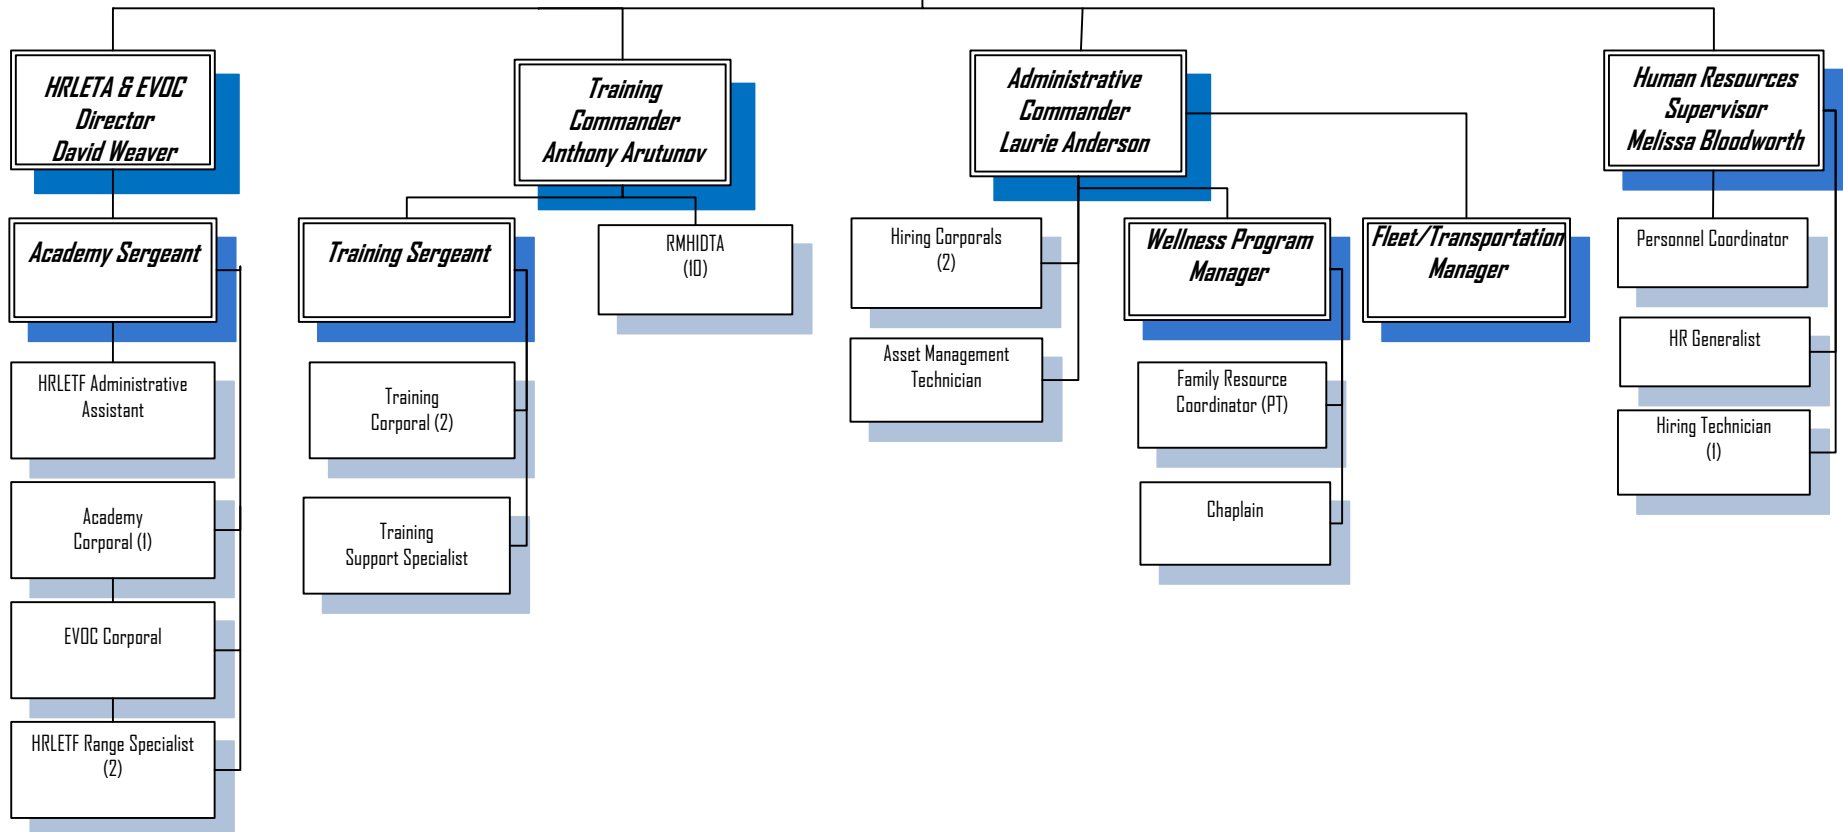 HRLETA & EVOC
Director
David Weaver
Training
Commander
Anthony Arutunov
Administrative
Commander
Laurie Anderson
Human Resources
Supervisor
Melissa Bloodworth
Academy Sergeant
Training Sergeant
RMHIDTA
(10)
Hiring Corporals
(2)
Wellness Program
Manager
Fleet/Transportation
Manager
Personnel Coordinator
HRLETF Administrative
Assistant
Training
Corporal (2)
Asset Management
Technician
Family Resource
Coordinator (PT)
HR Generalist
Academy
Corporal (1)
Training
Support Specialist
Chaplain
Hiring Technician
(1)
EVOC Corporal
HRLETF Range Specialist
(2)